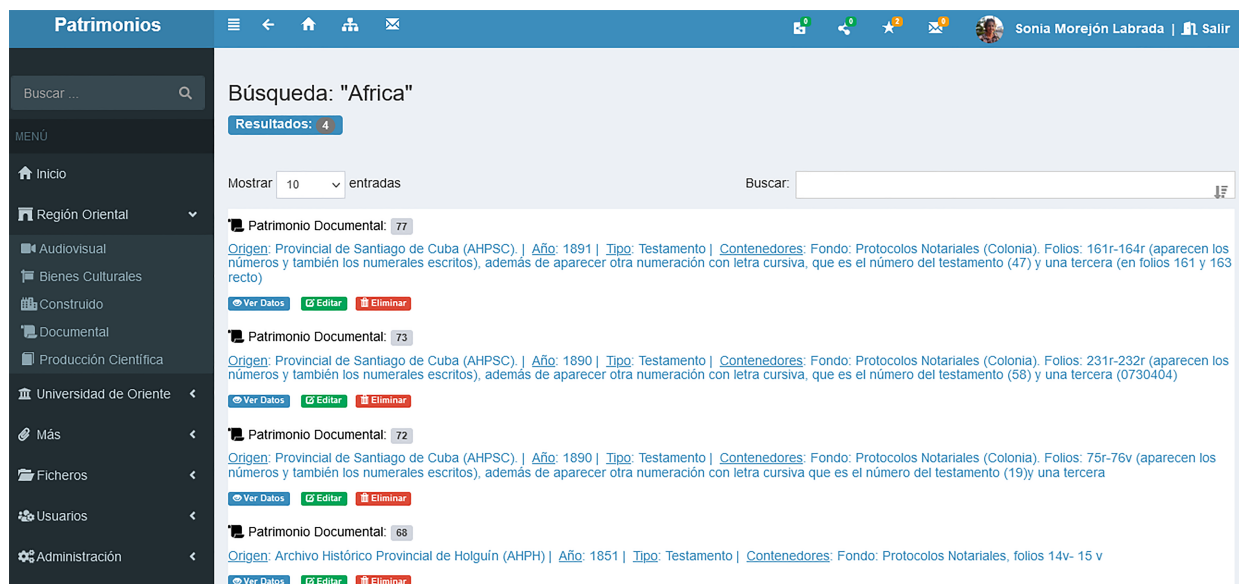 Patrimonios
0
0
2
0
Sonia Morejón Labrada | Salir
Buscar ...
MENÚ
Inicio
Región Oriental
Audiovisual
Bienes Culturales
Construido
Documental
Producción Científica
Universidad de Oriente
Más
Ficheros
Usuarios
Administración
Búsqueda: "Africa"
Resultados: 4
Mostrar 10 entradas
Buscar:
Patrimonio Documental: 77
Origen: Provincial de Santiago de Cuba (AHPSC). | Año: 1891 | Tipo: Testamento | Contenedores: Fondo: Protocolos Notariales (Colonia). Folios: 161r-164r (aparecen los
números y también los numerales escritos), además de aparecer otra numeración con letra cursiva, que es el número del testamento (47) y una tercera (en folios 161 y 163
recto)
Ver Datos Editar Eliminar
Patrimonio Documental: 73
Origen: Provincial de Santiago de Cuba (AHPSC). | Año: 1890 | Tipo: Testamento | Contenedores: Fondo: Protocolos Notariales (Colonia). Folios: 231r-232r (aparecen los
números y también los numerales escritos), además de aparecer otra numeración con letra cursiva, que es el número del testamento (58) y una tercera (0730404)
Ver Datos Editar Eliminar
Patrimonio Documental: 72
Origen: Provincial de Santiago de Cuba (AHPSC). | Año: 1890 | Tipo: Testamento | Contenedores: Fondo: Protocolos Notariales (Colonia). Folios: 75r-76v (aparecen los
números y también los numerales escritos), además de aparecer otra numeración con letra cursiva que es el número del testamento (19)y una tercera
Ver Datos Editar Eliminar
Patrimonio Documental: 68
Origen: Archivo Histórico Provincial de Holguín (AHPH) | Año: 1851 | Tipo: Testamento | Contenedores: Fondo: Protocolos Notariales, folios 14v- 15 v
Ver Datos Editar Eliminar